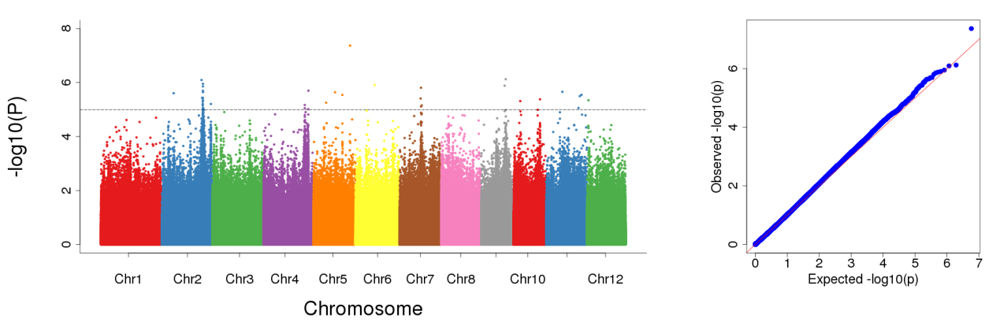 8
6
4
2
0
-log10(P)
Chr1 Chr2 Chr3 Chr4 Chr5 Chr6 Chr7 Chr8 Chr10 Chr12
Chromosome
6
4
2
0
Observed -log10(p)
0 1 2 3 4 5 6 7
Expected -log10(p)